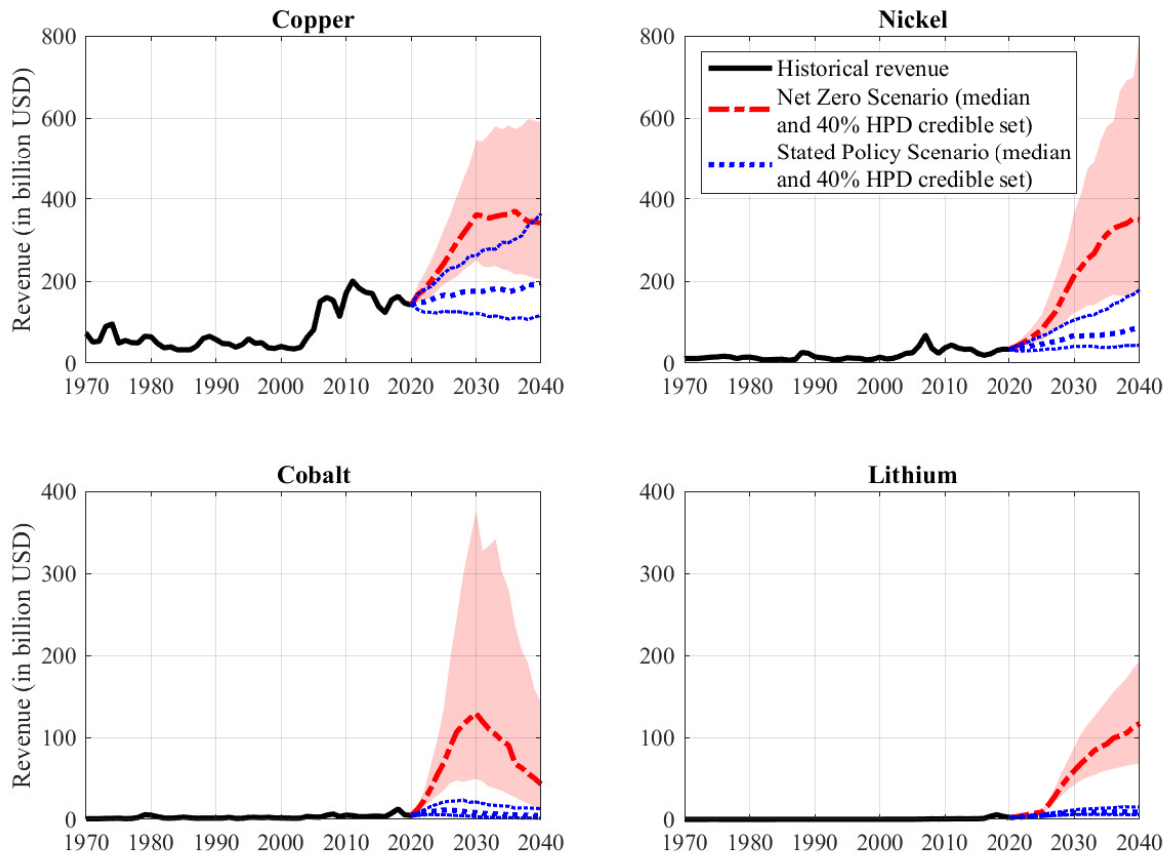 Copper
Revenue (in billion USD)
800
600
400
200
0
1970 1980 1990 2000 2010 2020 2030 2040
Nickel
800
600
400
200
0
Historical revenue
Net Zero Scenario (median
and 40% HPD credible set)
Stated Policy Scenario (median
and 40% HPD credible set)
1970 1980 1990 2000 2010 2020 2030 2040
Cobalt
Revenue (in billion USD)
400
300
200
100
0
1970 1980 1990 2000 2010 2020 2030 2040
Lithium
400
300
200
100
0
1970 1980 1990 2000 2010 2020 2030 2040